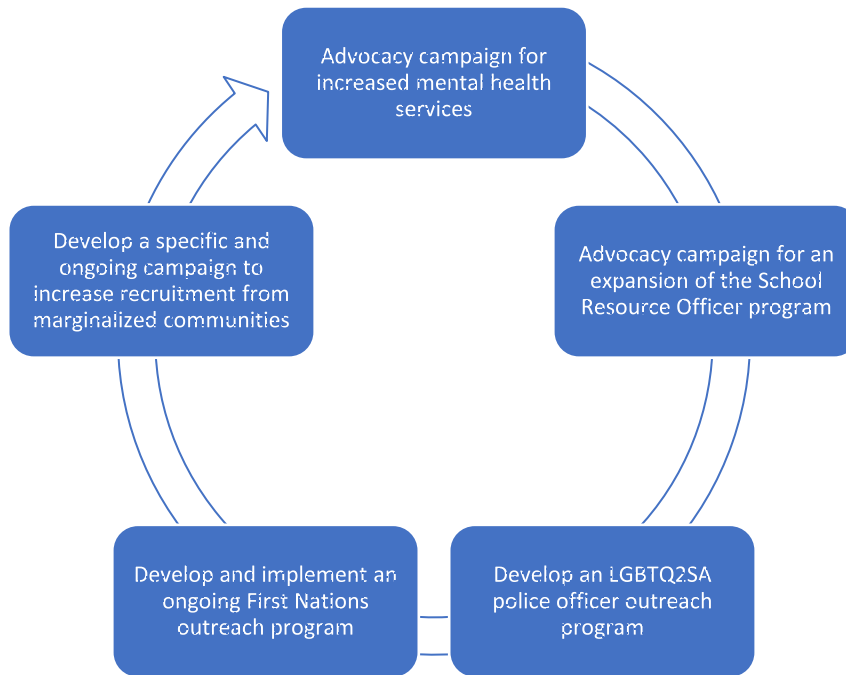 Advocacy campaign for
increased mental health
services
Advocacy campaign for an
expansion of the School
Resource Officer program
Develop an LGBTQ2SA
police officer outreach
program
Develop and implement an
ongoing First Nations
outreach program
Develop a specific and
ongoing campaign to
increase recruitment from
marginalized communities